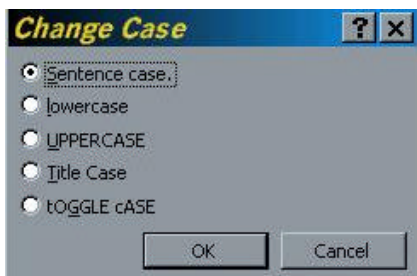 Change Case ? ×
Sentence case.
lowercase
UPPERCASE
Title Case
tOGGLE cASE
OK Cancel